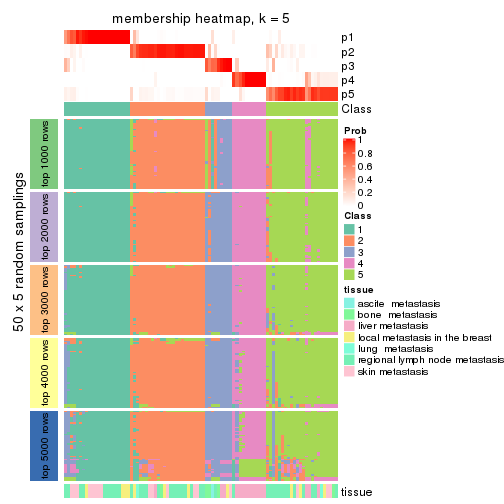 membership heatmap, k = 5
p1
p2
p3
p4
p5
Class
50 x 5 random samplings
top 1000 rows
top 2000 rows
top 3000 rows
top 4000 rows
top 5000 rows
Prob
1
0.8
0.6
0.4
0.2
0
Class
1
2
3
4
5
tissue
ascite metastasis
bone metastasis
liver metastasis
local metastasis in the breast
lung metastasis
regional lymph node metastasis
skin metastasis
tissue